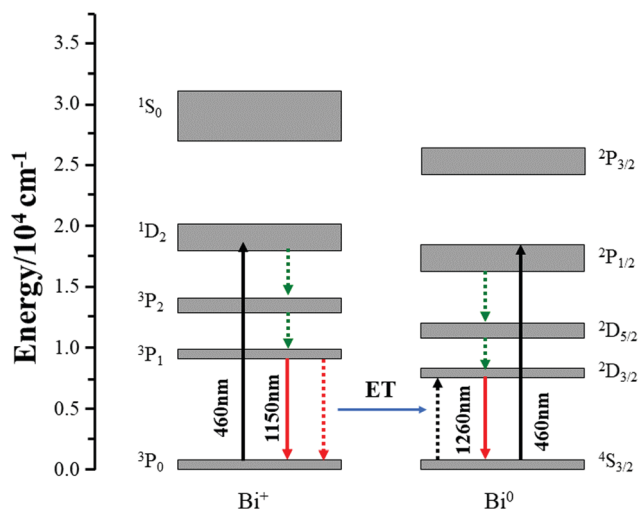 Energy/10⁴ cm⁻¹
3.5
3.0
2.5
2.0
1.5
1.0
0.5
0.0
¹S₀
¹D₂
³P₂
³P₁
³P₀
460nm
1150nm
Bi⁺
ET
1260nm
460nm
²P₃/₂
²P₁/₂
²D₅/₂
²D₃/₂
⁴S₃/₂
Bi⁰